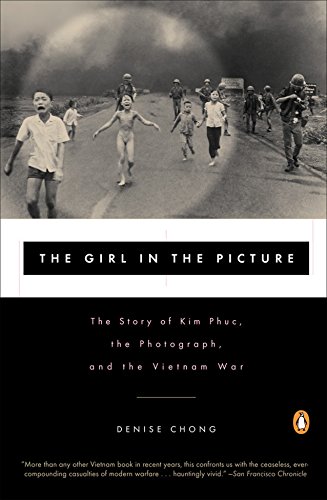 THE GIRL IN THE PICTURE
The Story of Kim Phuc,
the Photograph,
and the Vietnam War
DENISE CHONG
"More than any other Vietnam book in recent years, this confronts us with the ceaseless, ever-
compounding casualties of modern warfare . . . hauntingly vivid." —San Francisco Chronicle